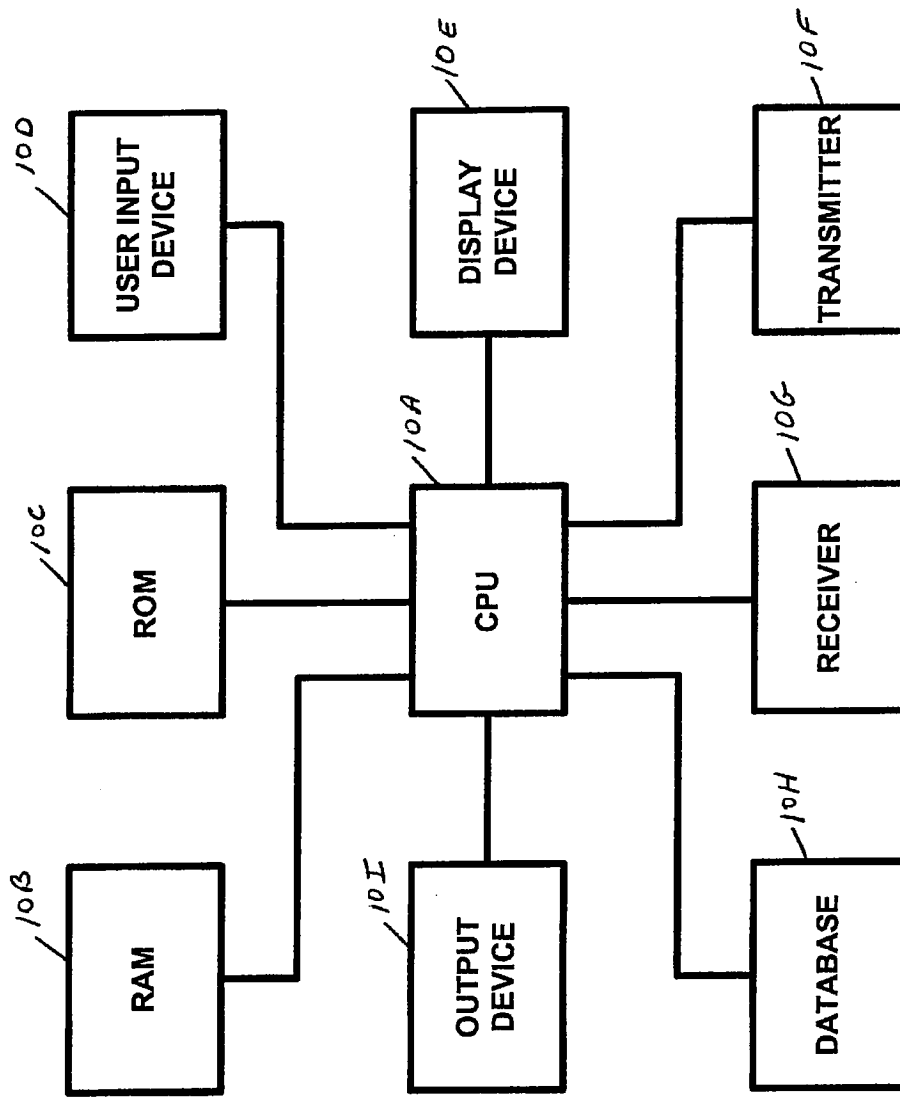 10B
RAM
10C
ROM
10D
USER INPUT
DEVICE
10I
OUTPUT
DEVICE
10A
CPU
10E
DISPLAY
DEVICE
10H
DATABASE
10G
RECEIVER
10F
TRANSMITTER